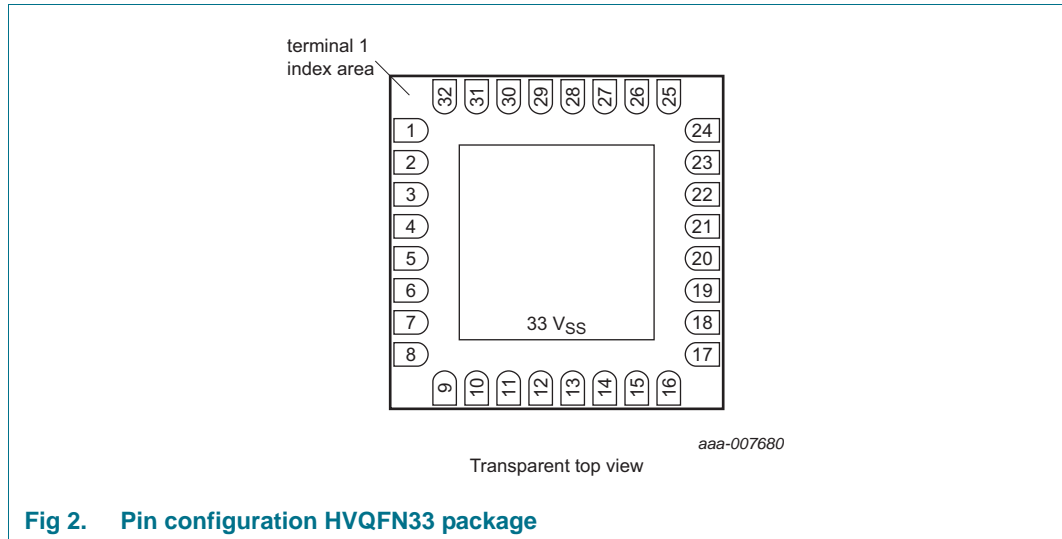 terminal 1
index area
32 31 30 29 28 27 26 25
1 24
2 23
3 22
4 21
5 20
6 19
7 33 VSS 18
8 17
9 10 11 12 13 14 15 16
aaa-007680
Transparent top view
Fig 2. Pin configuration HVQFN33 package